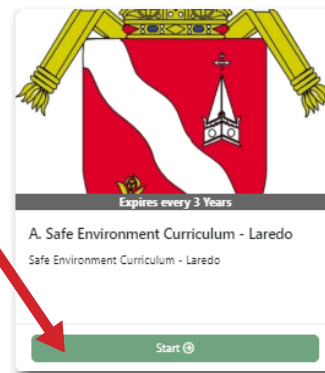 Expires every 3 Years
A. Safe Environment Curriculum - Laredo
Safe Environment Curriculum - Laredo
Start